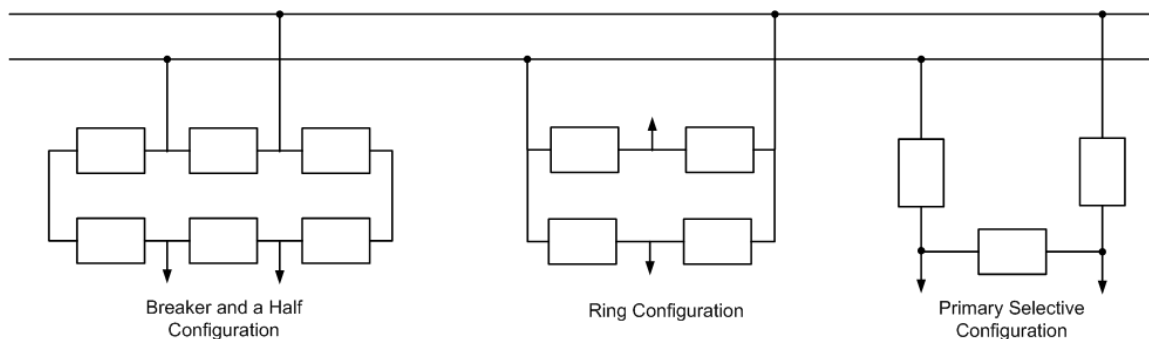 Breaker and a Half
Configuration
Ring Configuration
Primary Selective
Configuration